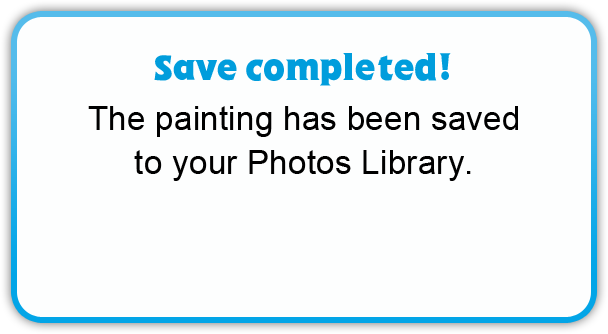 Save completed!
The painting has been saved
to your Photos Library.